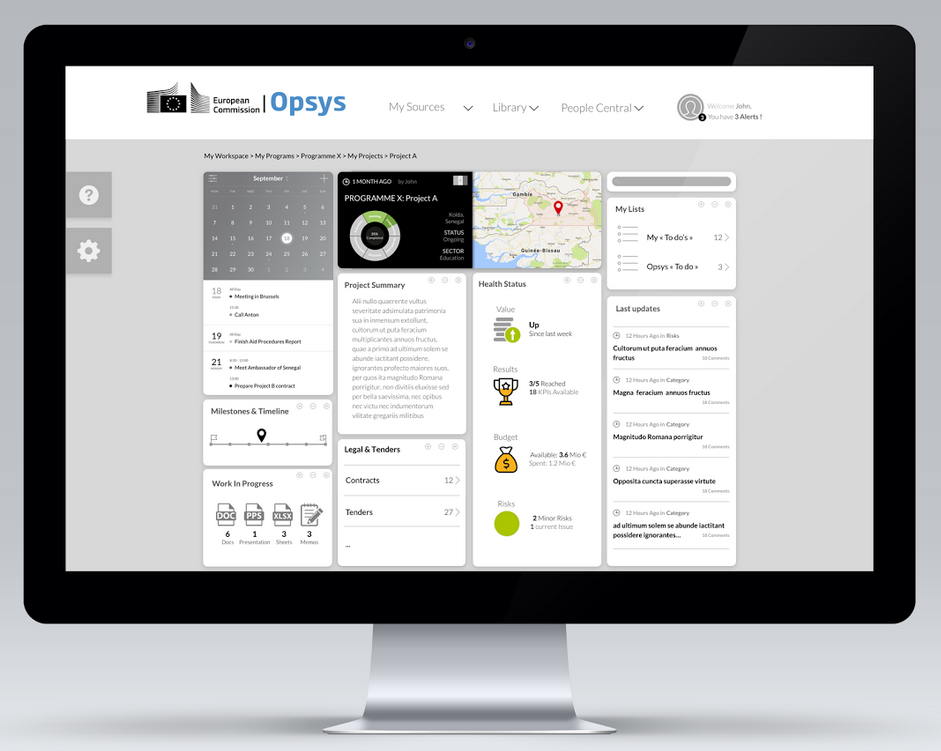 European
Commission
Opsys
My Sources
Library
People Central
Welcome John,
3
You have 3 Alerts !
My Workspace > My Programs > Programme X > My Projects > Project A
?
September
MON TUE WED THU FRI SAT SUN
31 1 2 3 4 5 6
7 8 9 10 11 12 13
14 15 16 17 18 19 20
21 22 23 24 25 26 27
28 29 30 1 2 3 4
18
All Day
Meeting in Brussels
Call Anton
19
All Day
Finish Aid Procedures Report
21
Meet Ambassador of Senegal
Prepare Project B contract
Milestones & Timeline
Work In Progress
DOC PPS XLSX
6 1 3 3
Docs Presentation Sheets Memos
1 MONTH AGO by John
PROGRAMME X: Project A
Completed
Kolda,
Senegal
STATUS
Ongoing
SECTOR
Education
Gambie
Guinée-Bissau
Project Summary
Alii nullo quaerente vultus
severitate adsimulata patrimonia
sua in inmensum extollunt,
cultorum ut puta feracium
multiplicantes annuos fructus,
quae a primo ad ultimum solem se
abunde iactitant possidere,
ignorantes profecto maiores suos,
per quos ita magnitudo Romana
porrigitur, non divitiis eluxisse sed
per bella saevissima, nec opibus
nec victu nec indumentorum
vilitate gregariis militibus
Legal & Tenders
Contracts 12
Tenders 27
...
Health Status
Value
Up
Since last week
Results
3/5 Reached
18 KPIs Available
Budget
$
Available: 3.6 Mio €
Spent: 1.2 Mio €
Risks
2 Minor Risks
1 current Issue
My Lists
My « To do's » 12
Opsys « To do » 3
Last updates
12 Hours Ago in Risks
Cultorum ut puta feracium annuos
fructus
18 Comments
12 Hours Ago in Category
Magna feracium annuos fructus
18 Comments
12 Hours Ago in Category
Magnitudo Romana porrigitur
18 Comments
12 Hours Ago in Category
Opposita cuncta superasse virtute
18 Comments
12 Hours Ago in Category
ad ultimum solem se abunde iactitant
possidere ignorantes...
18 Comments